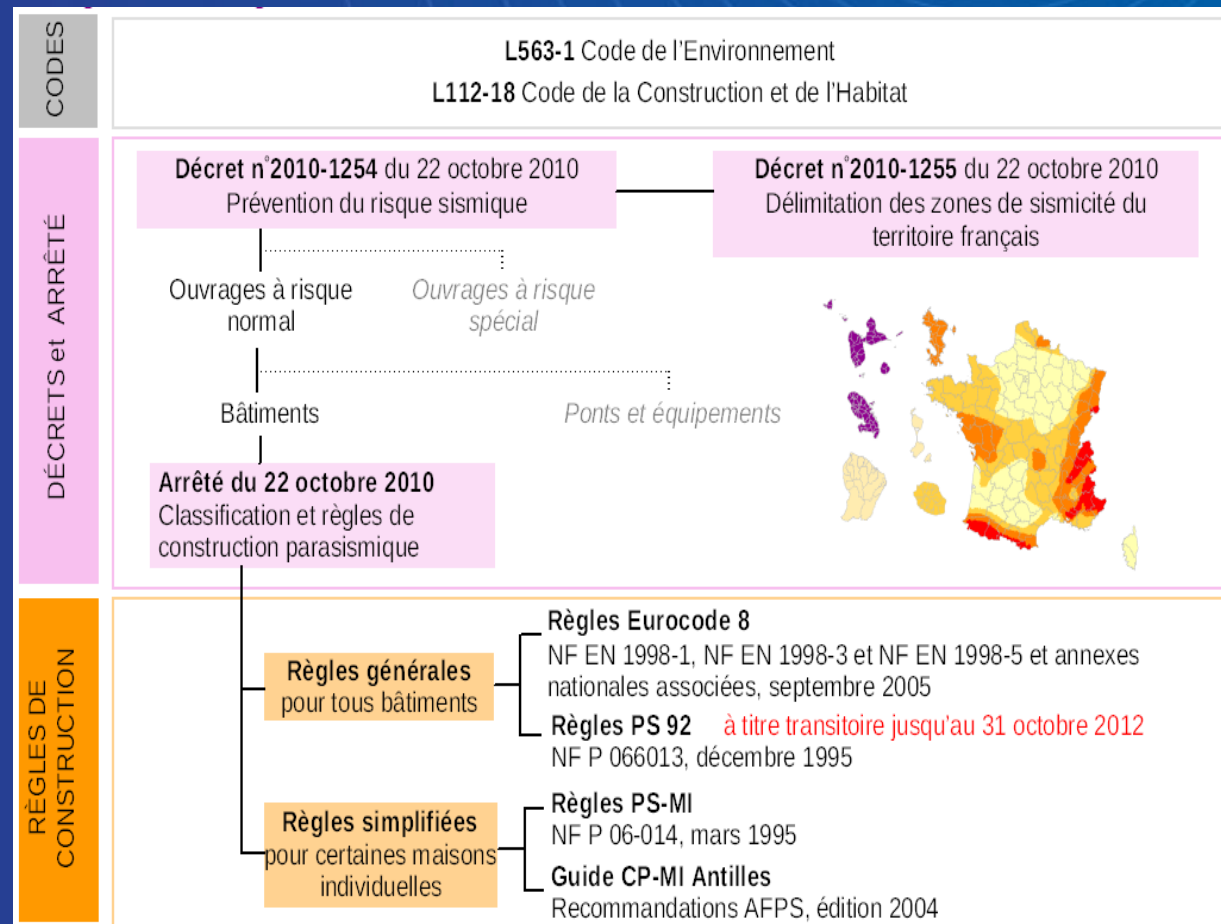 CODES
L563-1 Code de l'Environnement
L112-18 Code de la Construction et de l'Habitat
DÉCRETS et ARRÊTÉ
Décret n°2010-1254 du 22 octobre 2010
Prévention du risque sismique
Décret n°2010-1255 du 22 octobre 2010
Délimitation des zones de sismicité du
territoire français
Ouvrages à risque
normal
Ouvrages à risque
spécial
Bâtiments
Ponts et équipements
Arrêté du 22 octobre 2010
Classification et règles de
construction parasismique
RÈGLES DE
CONSTRUCTION
Règles générales
pour tous bâtiments
Règles Eurocode 8
NF EN 1998-1, NF EN 1998-3 et NF EN 1998-5 et annexes
nationales associées, septembre 2005
Règles PS 92 à titre transitoire jusqu'au 31 octobre 2012
NF P 066013, décembre 1995
Règles simplifiées
pour certaines maisons
individuelles
Règles PS-MI
NF P 06-014, mars 1995
Guide CP-MI Antilles
Recommandations AFPS, édition 2004